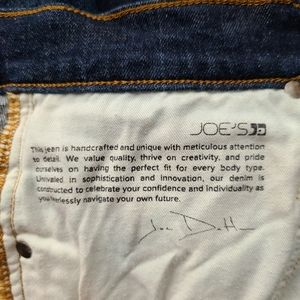 JOE'S
This jean is handcrafted and unique with meticulous attention
to detail. We value quality, thrive on creativity, and pride
ourselves on having the perfect fit for every body type.
Unrivaled in sophistication and innovation, our denim is
constructed to celebrate your confidence and individuality as
you fearlessly navigate your own future.
Joe